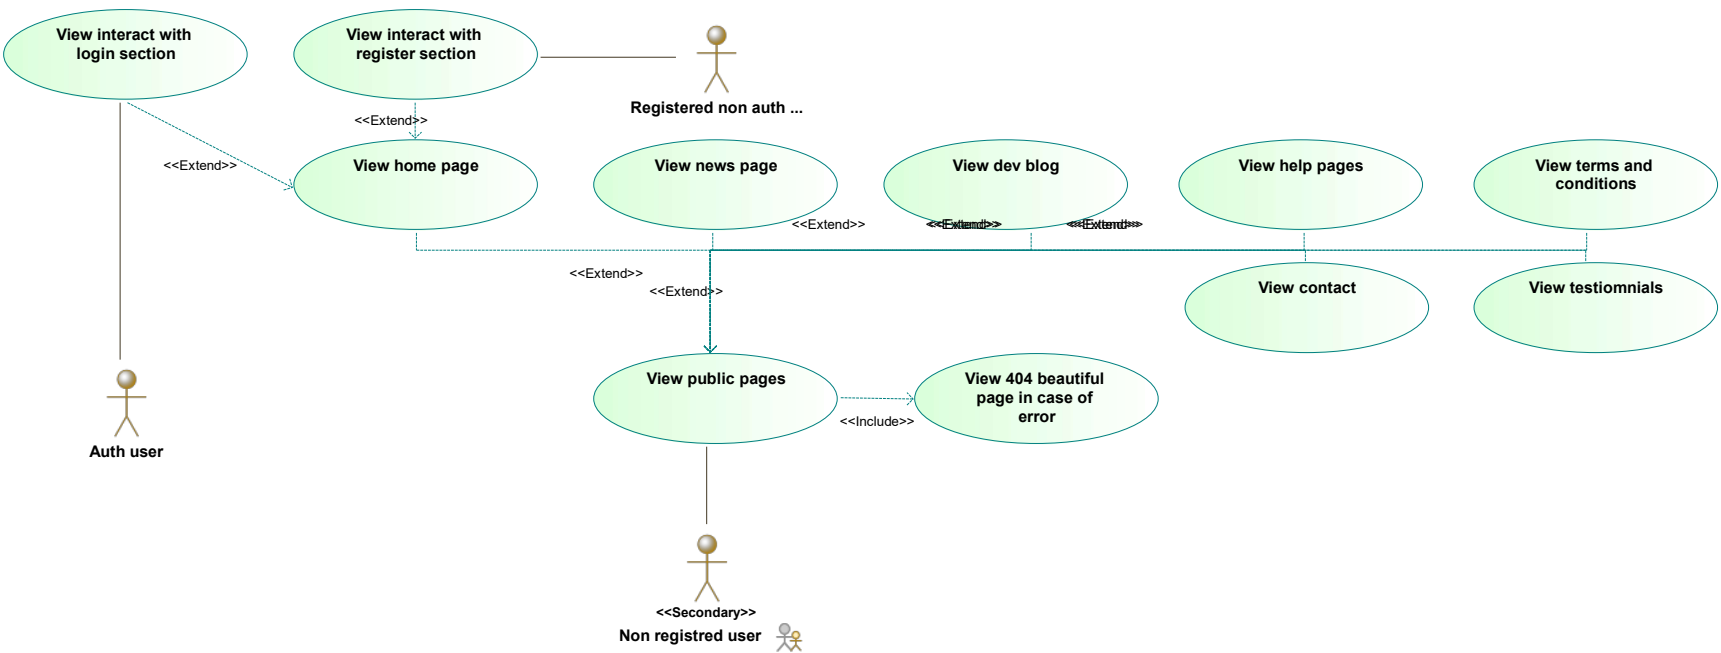 View interact with
login section
View interact with
register section
Registered non auth ...
<<Extend>>
<<Extend>>
View home page
View news page
View dev blog
View help pages
View terms and
conditions
<<Extend>>
<<Extend>>
<<Extend>>
<<Extend>>
<<Extend>>
View contact
View testiomnials
View public pages
View 404 beautiful
page in case of
error
<<Include>>
Auth user
<<Secondary>>
Non registred user